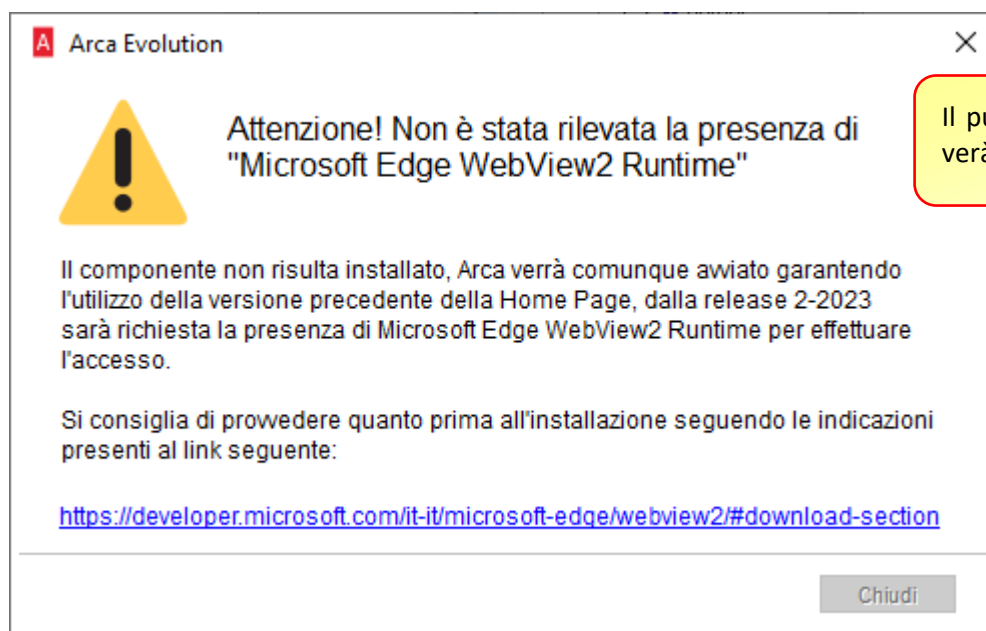 Arca Evolution
Attenzione! Non è stata rilevata la presenza di
"Microsoft Edge WebView2 Runtime"
Il
Il componente non risulta installato, Arca verrà comunque avviato garantendo
l'utilizzo della versione precedente della Home Page, dalla release 2-2023
sarà richiesta la presenza di Microsoft Edge WebView2 Runtime per effettuare
l'accesso.
Si consiglia di provvedere quanto prima all'installazione seguendo le indicazioni
presenti al link seguente:
https://developer.microsoft.com/it-it/microsoft-edge/webview2/#download-section
Chiudi